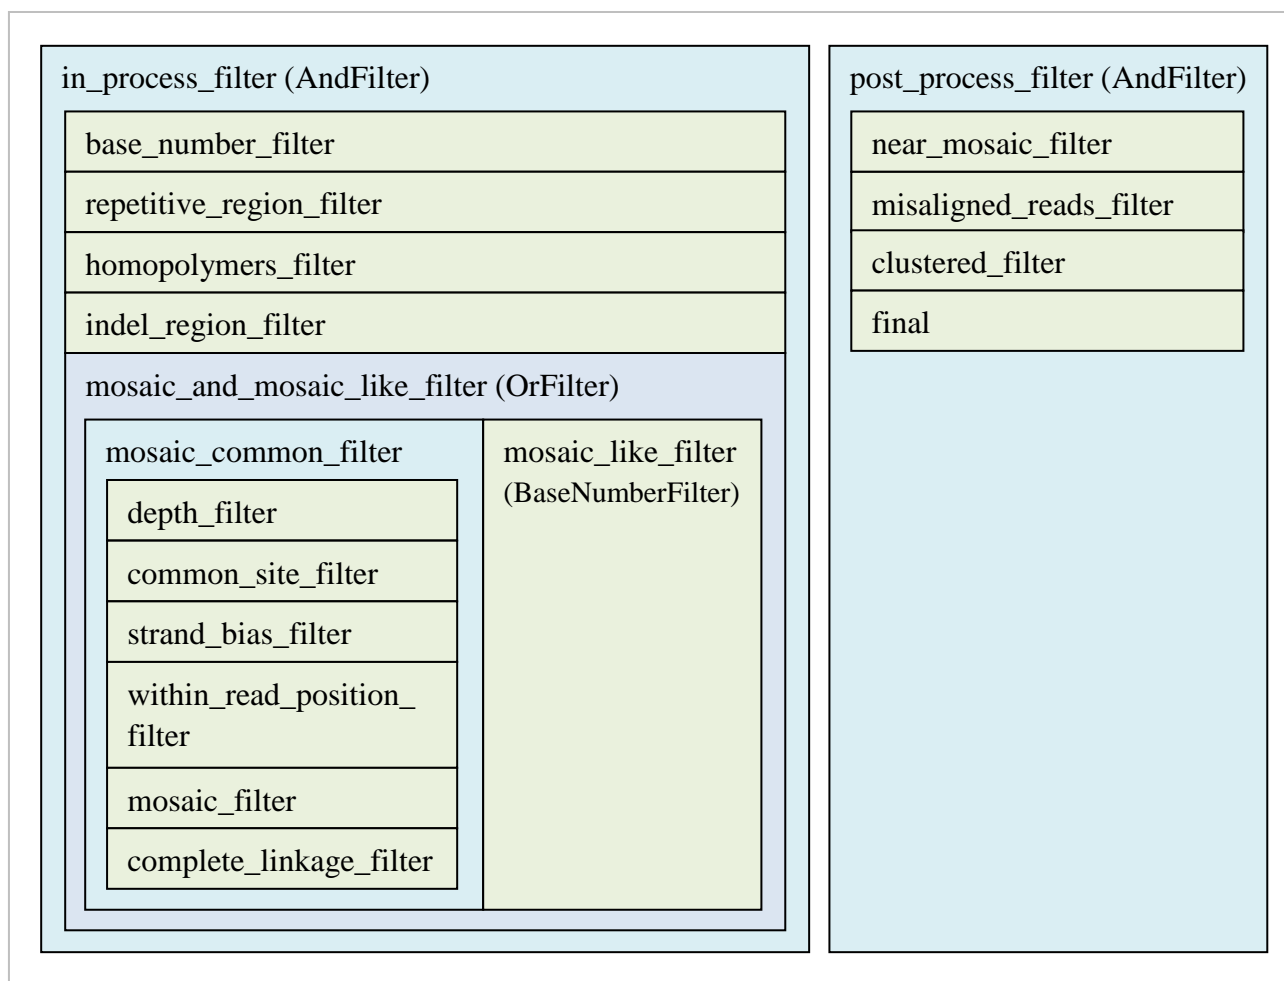 in_process_filter (AndFilter)
base_number_filter
repetitive_region_filter
homopolymers_filter
indel_region_filter
mosaic_and_mosaic_like_filter (OrFilter)
mosaic_common_filter
depth_filter
common_site_filter
strand_bias_filter
within_read_position_
filter
mosaic_filter
complete_linkage_filter
mosaic_like_filter
(BaseNumberFilter)
post_process_filter (AndFilter)
near_mosaic_filter
misaligned_reads_filter
clustered_filter
final